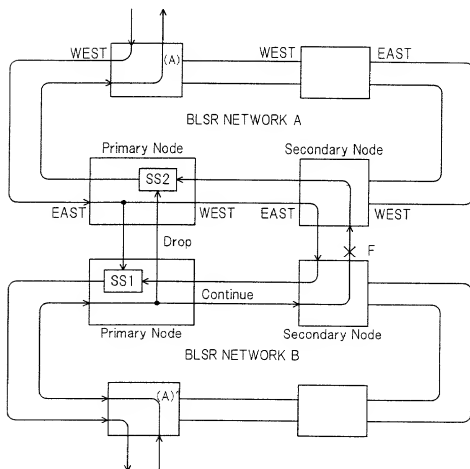 WEST (A) WEST EAST
BLSR NETWORK A
Primary Node Secondary Node
SS2
EAST WEST EAST WEST
Drop F
SS1
Continue
Primary Node Secondary Node
BLSR NETWORK B
(A)'